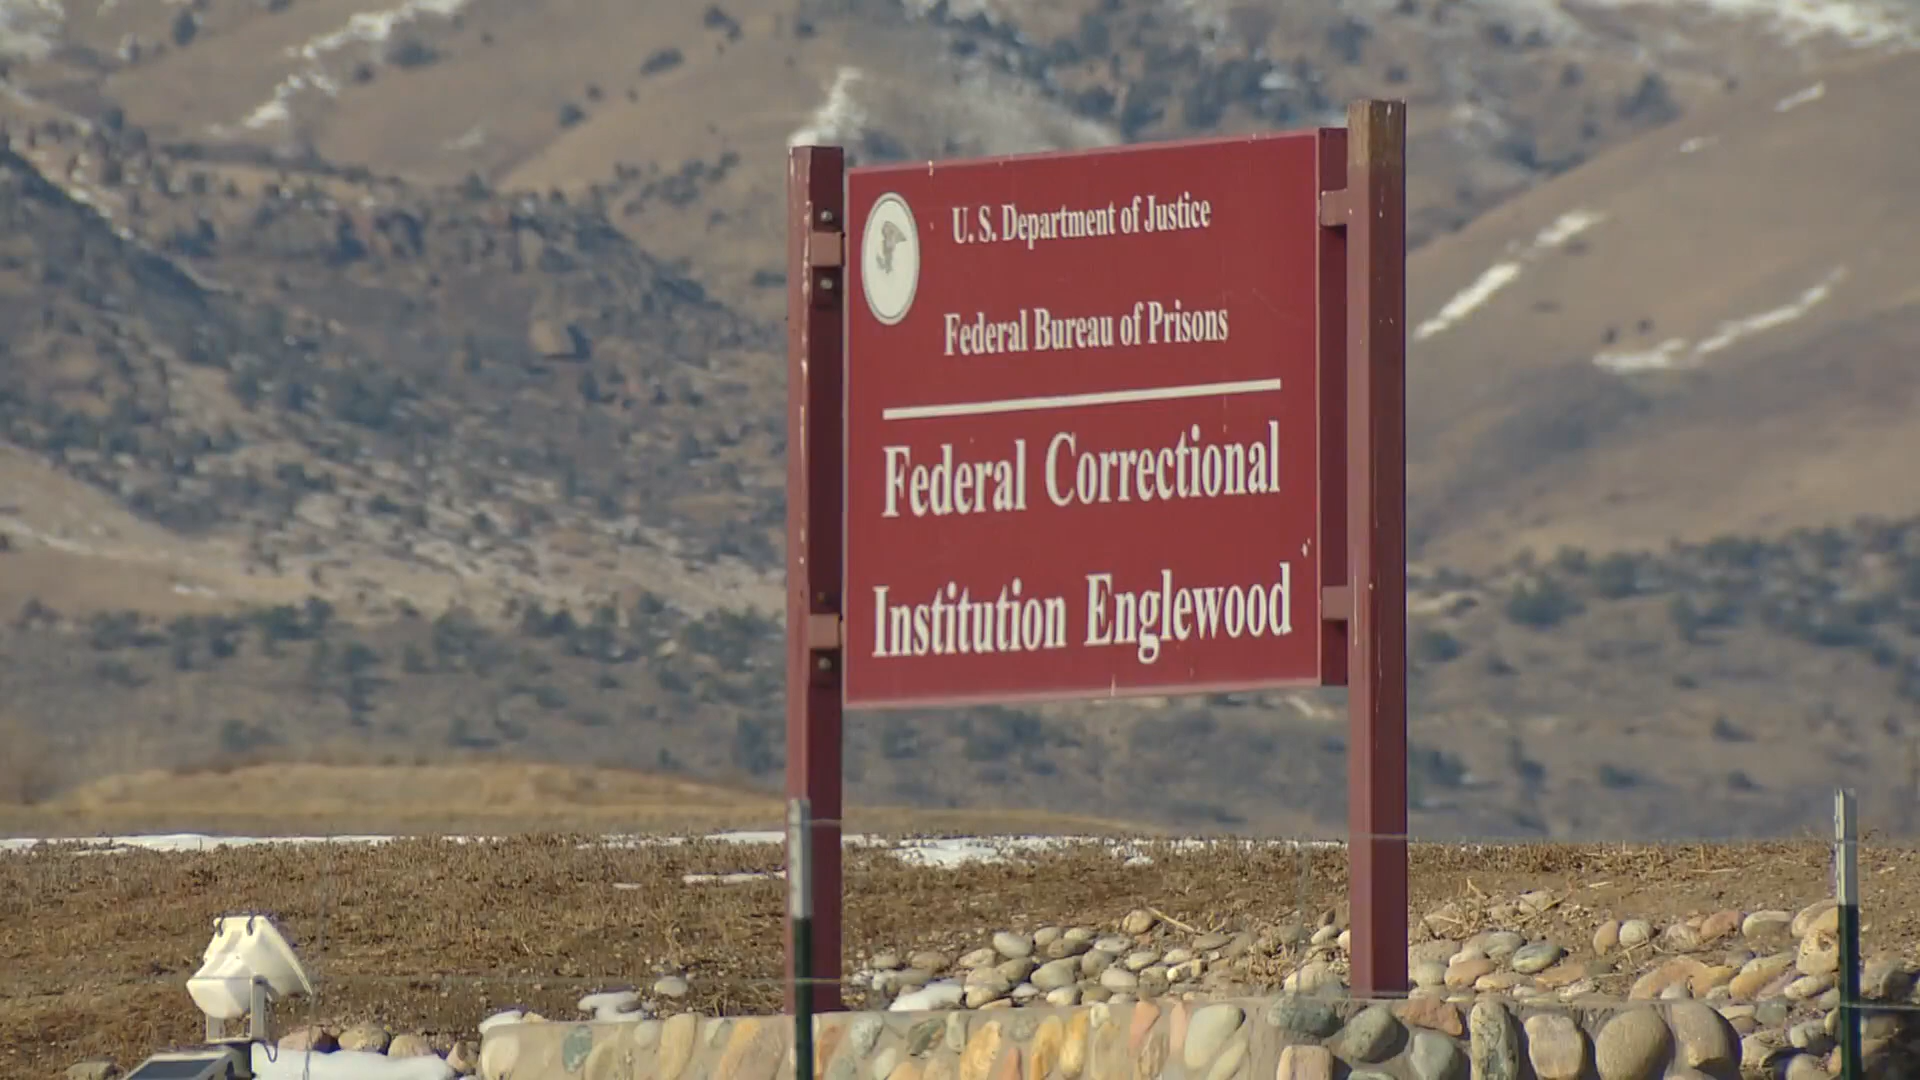 U. S. Department of Justice
Federal Bureau of Prisons
Federal Correctional
Institution Englewood